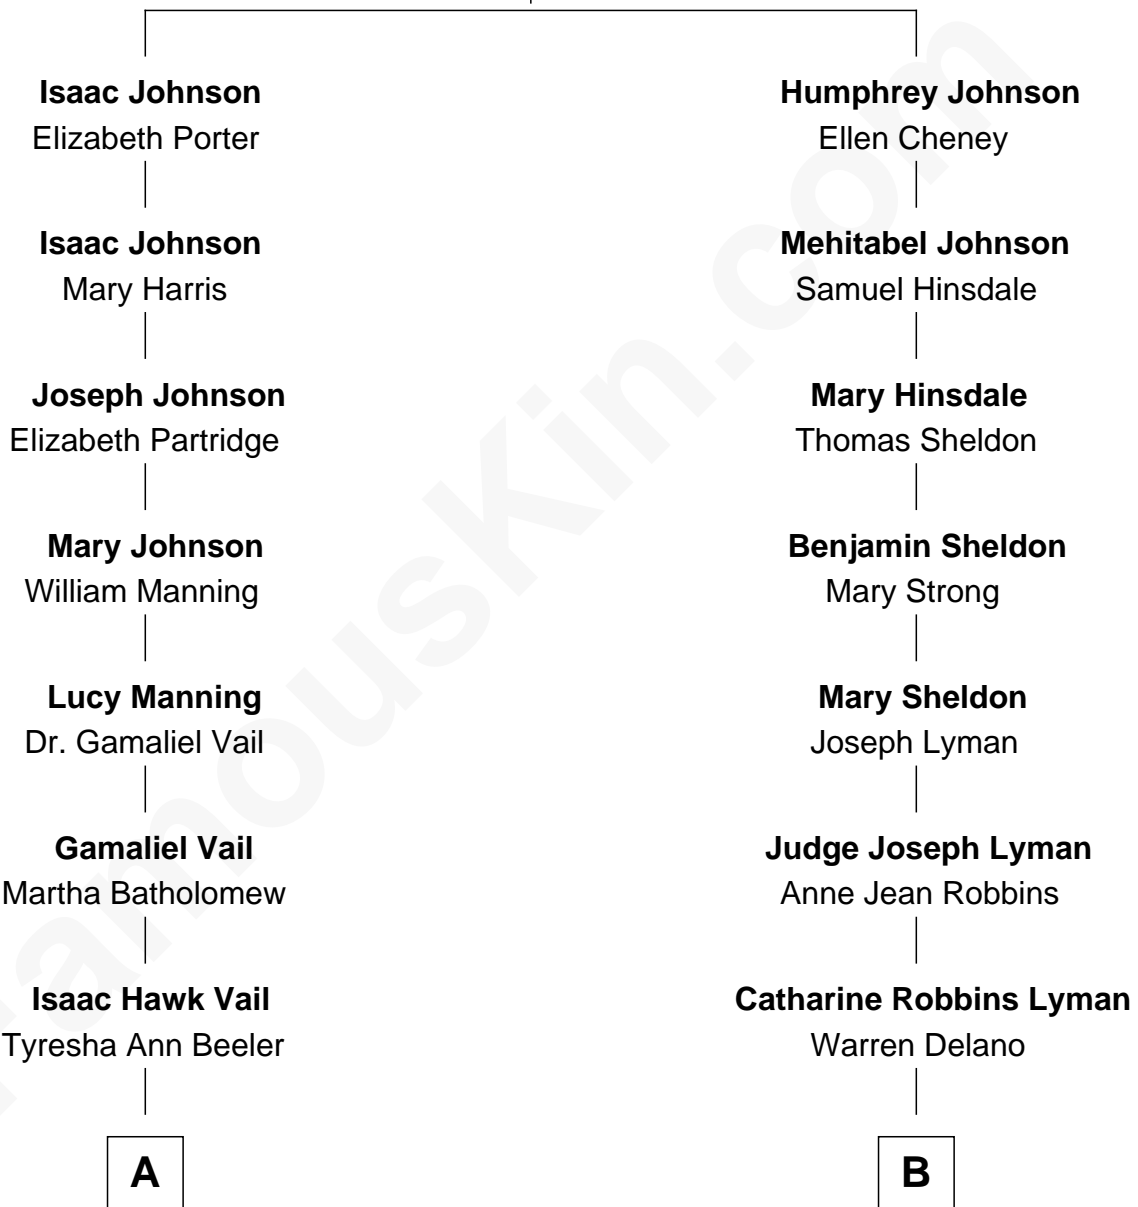 Isaac Johnson
Elizabeth Porter
Isaac Johnson
Mary Harris
Joseph Johnson
Elizabeth Partridge
Mary Johnson
William Manning
Lucy Manning
Dr. Gamaliel Vail
Gamaliel Vail
Martha Batholomew
Isaac Hawk Vail
Tyresha Ann Beeler
A
Humphrey Johnson
Ellen Cheney
Mehitabel Johnson
Samuel Hinsdale
Mary Hinsdale
Thomas Sheldon
Benjamin Sheldon
Mary Strong
Mary Sheldon
Joseph Lyman
Judge Joseph Lyman
Anne Jean Robbins
Catharine Robbins Lyman
Warren Delano
B
FamousKin.com